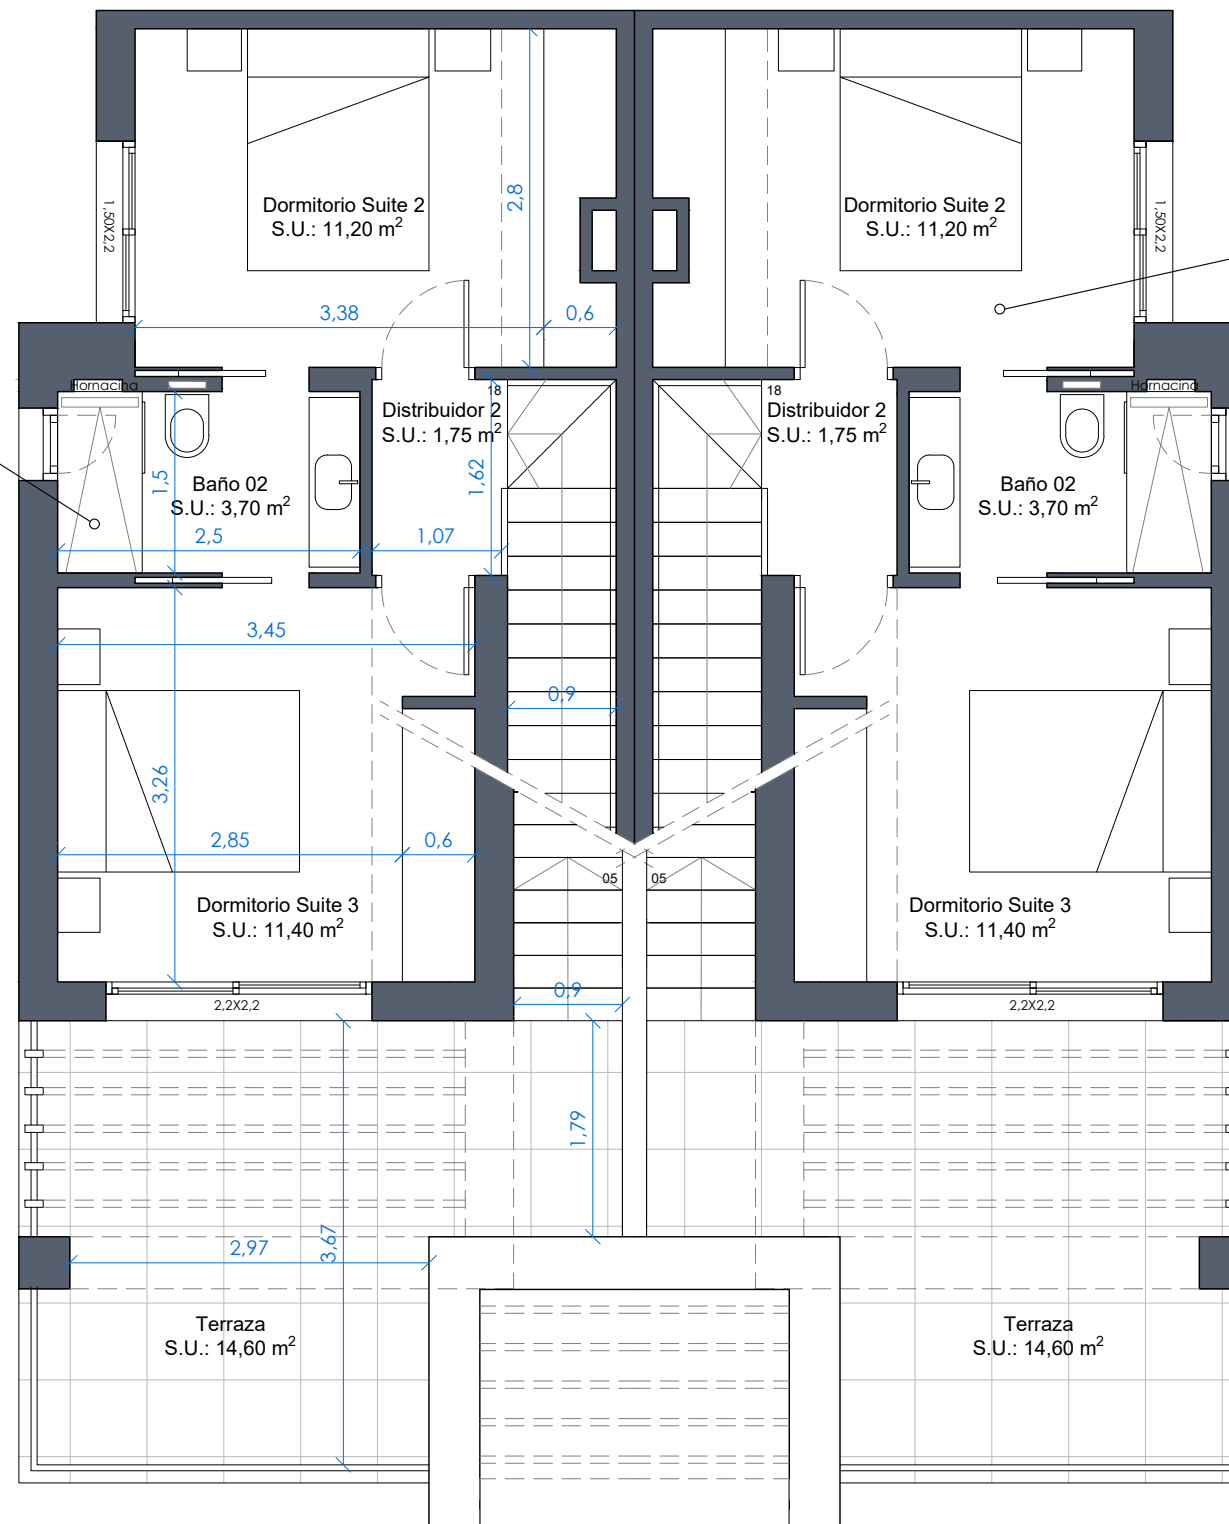 Dormitorio Suite 2
S.U.: 11,20 m²
2,8
1,50X2,2
3,38
0,6
Dormitorio Suite 2
S.U.: 11,20 m²
1,50X2,2
Hornacina
18
Distribuidor 2
S.U.: 1,75 m²
1,62
1,5
Baño 02
S.U.: 3,70 m²
2,5
1,07
18
Distribuidor 2
S.U.: 1,75 m²
Hornacina
Baño 02
S.U.: 3,70 m²
3,45
0,9
3,26
2,85
0,6
05
05
Dormitorio Suite 3
S.U.: 11,40 m²
Dormitorio Suite 3
S.U.: 11,40 m²
2,2X2,2
0,9
2,2X2,2
1,79
2,97
3,67
Terraza
S.U.: 14,60 m²
Terraza
S.U.: 14,60 m²